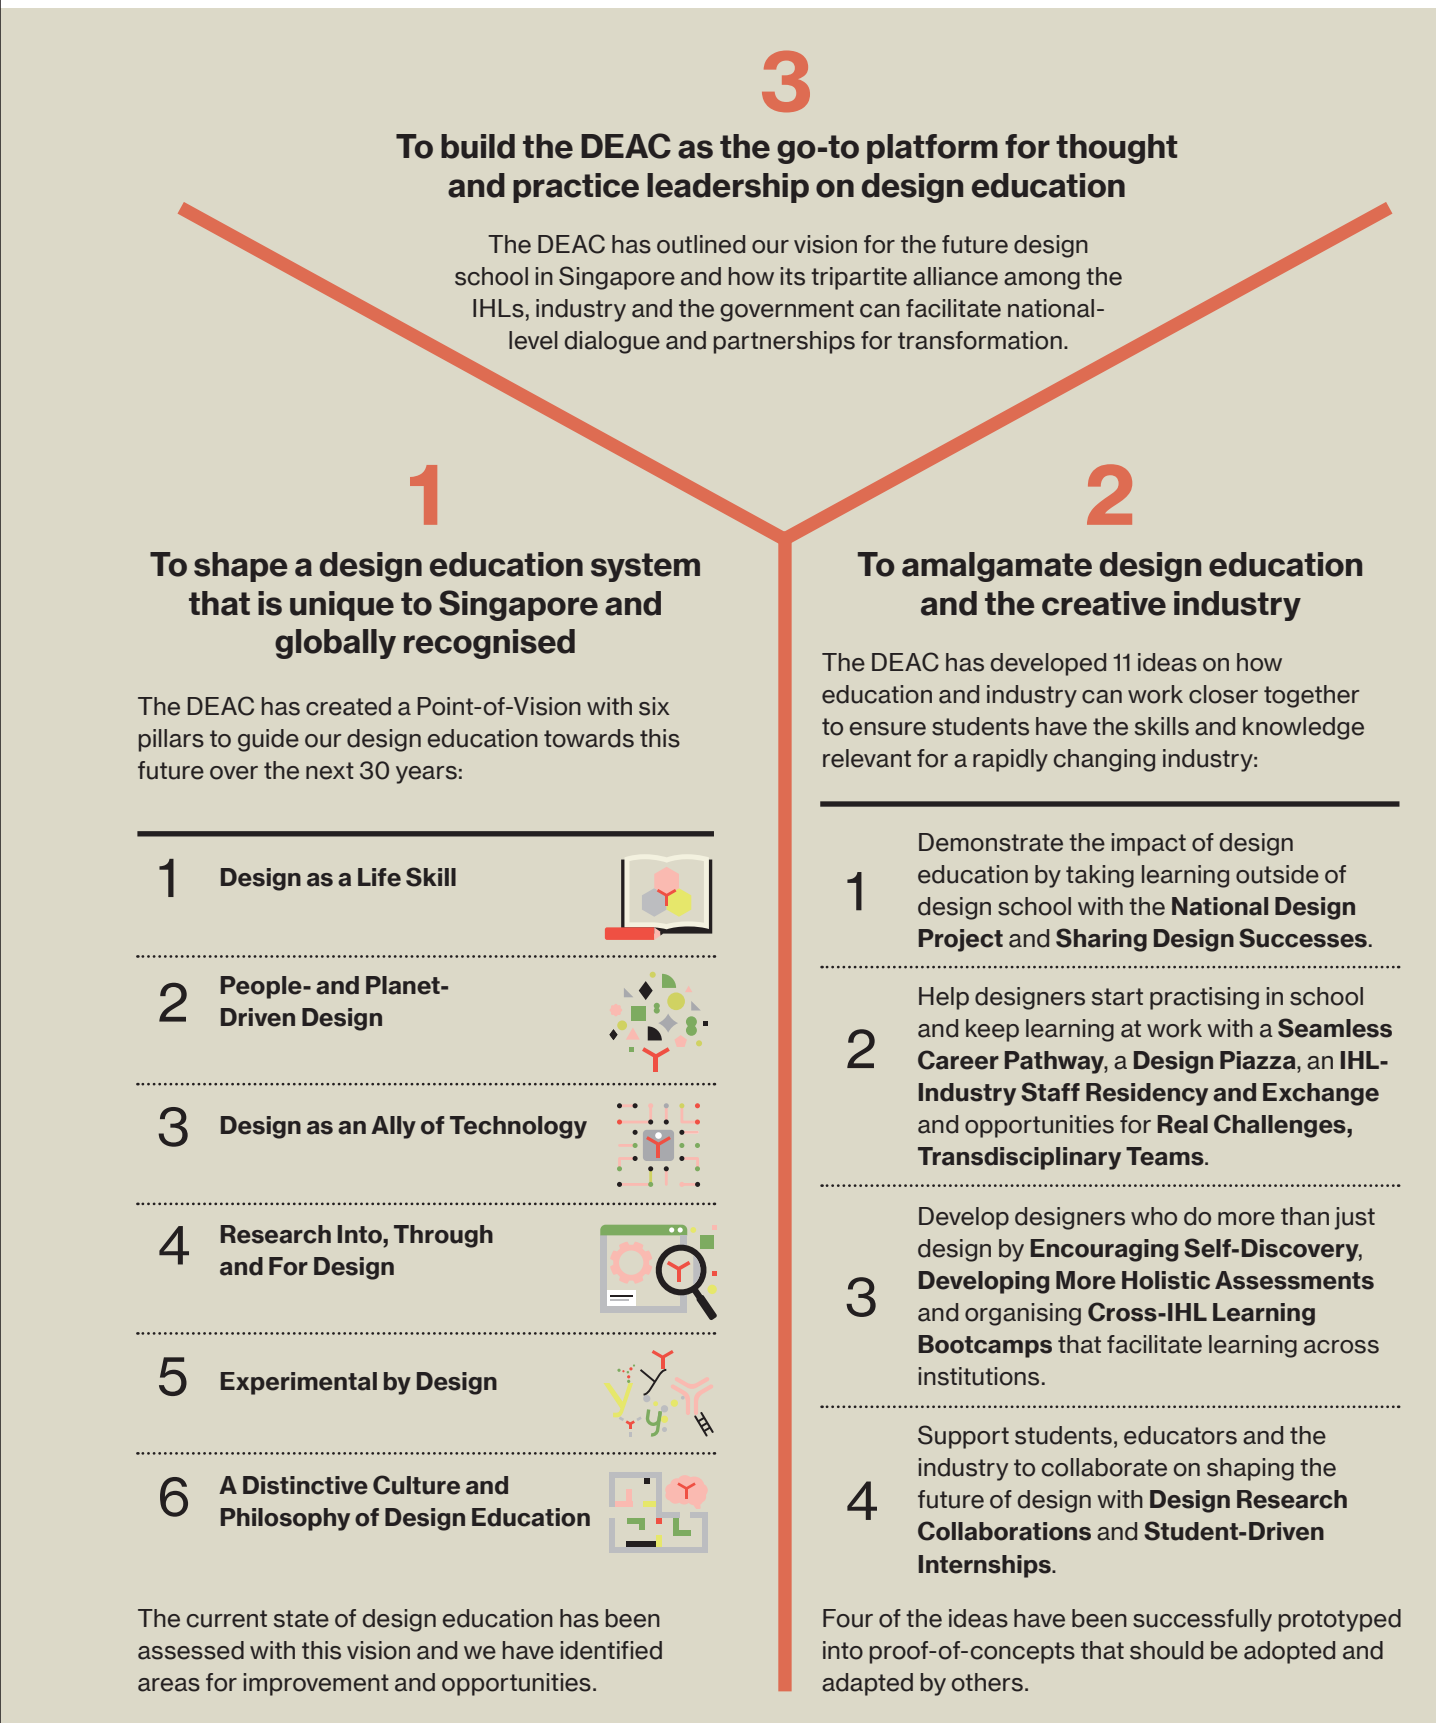 3
To build the DEAC as the go-to platform for thought
and practice leadership on design education
The DEAC has outlined our vision for the future design
school in Singapore and how its tripartite alliance among the
IHLs, industry and the government can facilitate national-
level dialogue and partnerships for transformation.
1
To shape a design education system
that is unique to Singapore and
globally recognised
The DEAC has created a Point-of-Vision with six
pillars to guide our design education towards this
future over the next 30 years:
1
Design as a Life Skill
2
People- and Planet-
Driven Design
3
Design as an Ally of Technology
4
Research Into, Through
and For Design
5
Experimental by Design
6
A Distinctive Culture and
Philosophy of Design Education
The current state of design education has been
assessed with this vision and we have identified
areas for improvement and opportunities.
2
To amalgamate design education
and the creative industry
The DEAC has developed 11 ideas on how
education and industry can work closer together
to ensure students have the skills and knowledge
relevant for a rapidly changing industry:
1
Demonstrate the impact of design
education by taking learning outside of
design school with the National Design
Project and Sharing Design Successes.
2
Help designers start practising in school
and keep learning at work with a Seamless
Career Pathway, a Design Piazza, an IHL-
Industry Staff Residency and Exchange
and opportunities for Real Challenges,
Transdisciplinary Teams.
3
Develop designers who do more than just
design by Encouraging Self-Discovery,
Developing More Holistic Assessments
and organising Cross-IHL Learning
Bootcamps that facilitate learning across
institutions.
4
Support students, educators and the
industry to collaborate on shaping the
future of design with Design Research
Collaborations and Student-Driven
Internships.
Four of the ideas have been successfully prototyped
into proof-of-concepts that should be adopted and
adapted by others.